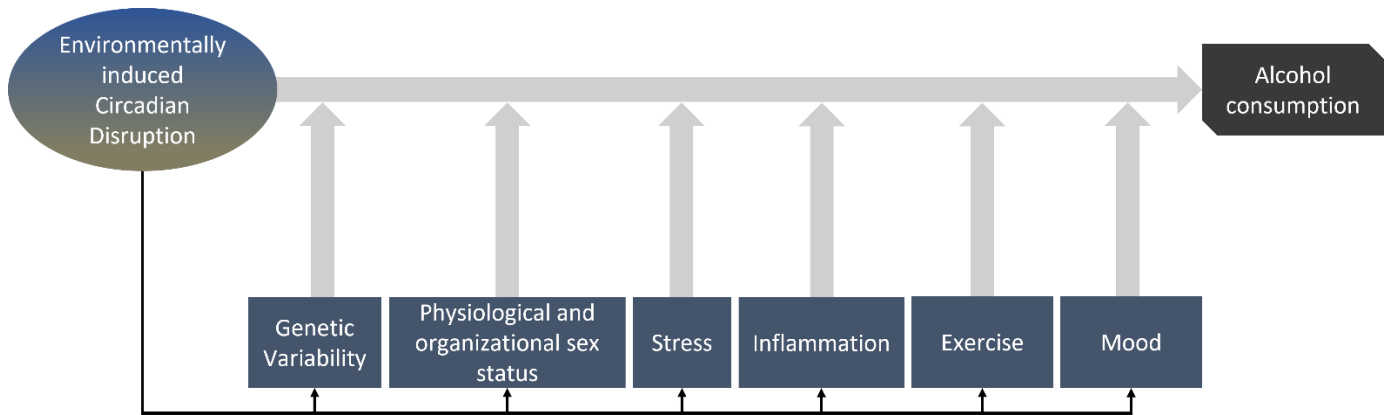 Environmentally
induced
Circadian
Disruption
Alcohol
consumption
Genetic
Variability
Physiological and
organizational sex
status
Stress
Inflammation
Exercise
Mood